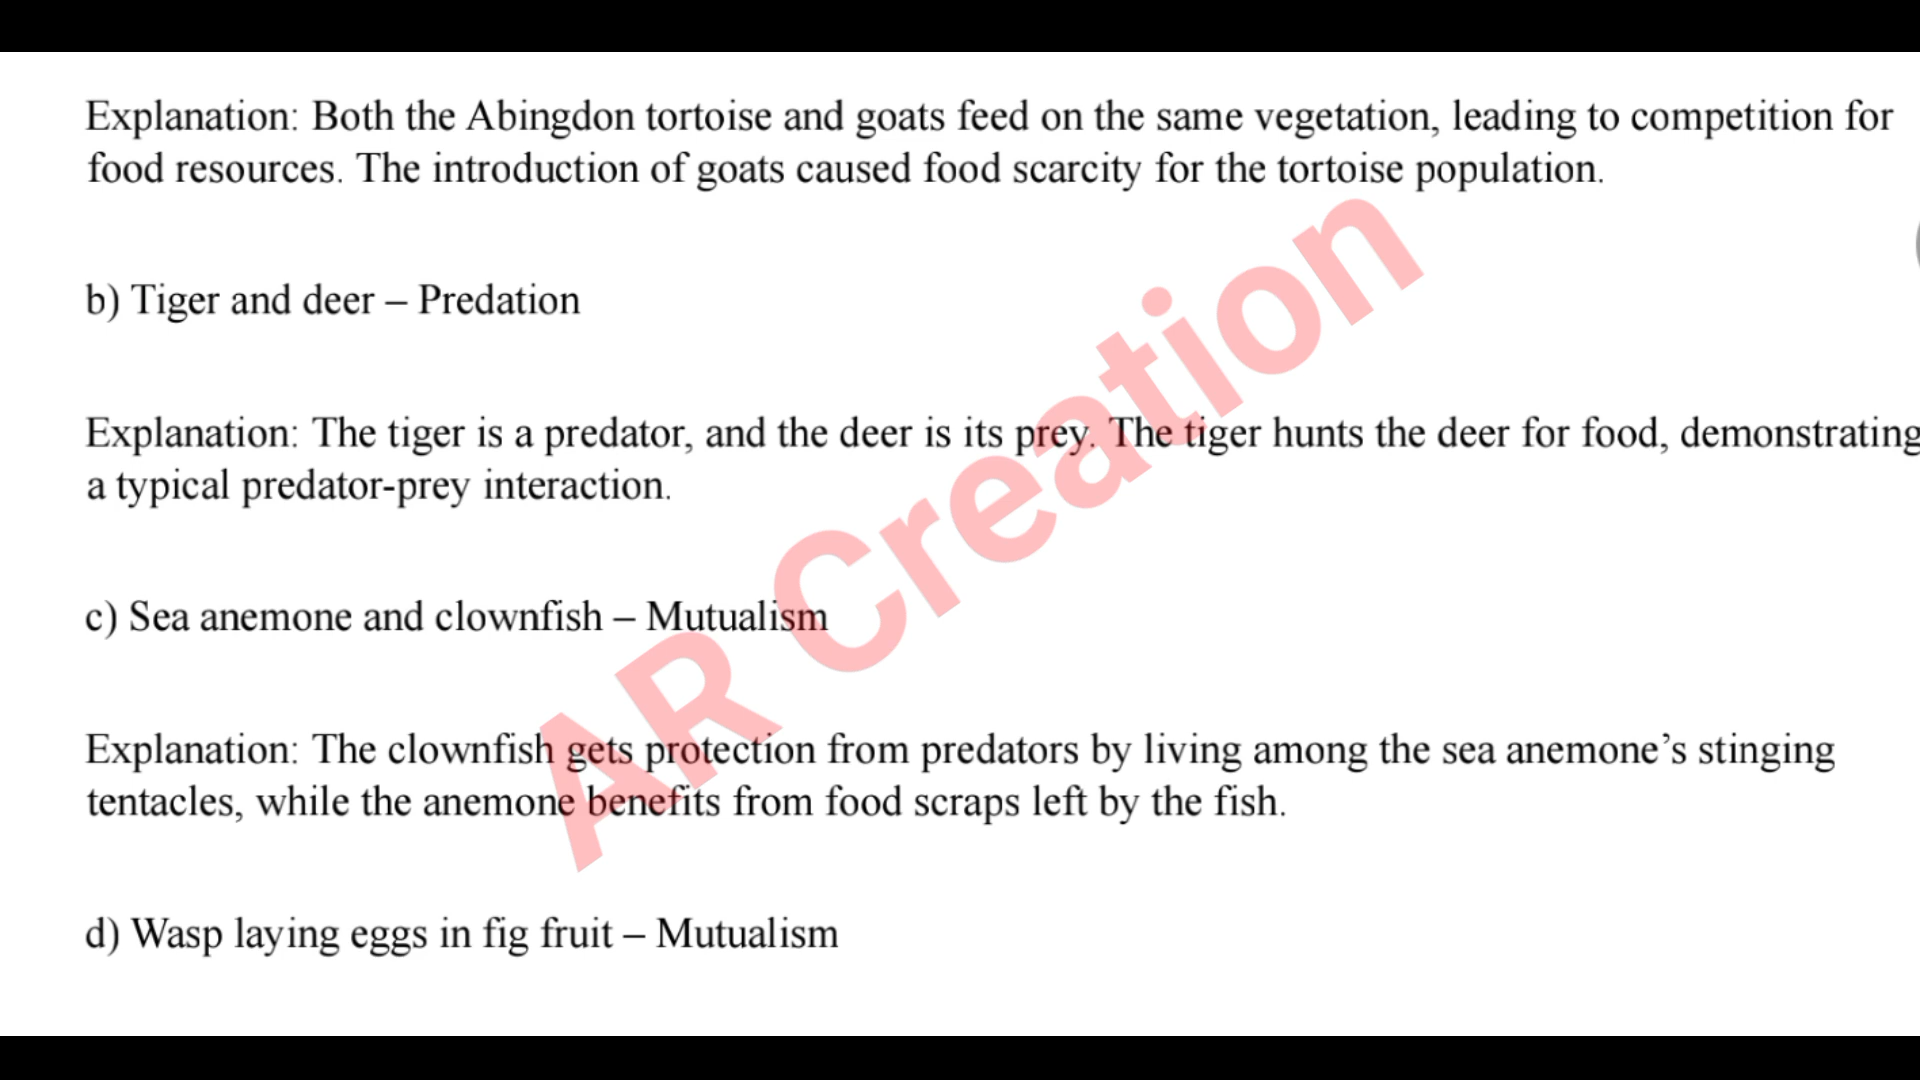 Explanation: Both the Abingdon tortoise and goats feed on the same vegetation, leading to competition for
food resources. The introduction of goats caused food scarcity for the tortoise population.
b) Tiger and deer – Predation
Explanation: The tiger is a predator, and the deer is its prey. The tiger hunts the deer for food, demonstrating
a typical predator-prey interaction.
c) Sea anemone and clownfish – Mutualism
Explanation: The clownfish gets protection from predators by living among the sea anemone’s stinging
tentacles, while the anemone benefits from food scraps left by the fish.
d) Wasp laying eggs in fig fruit – Mutualism
AR Creation